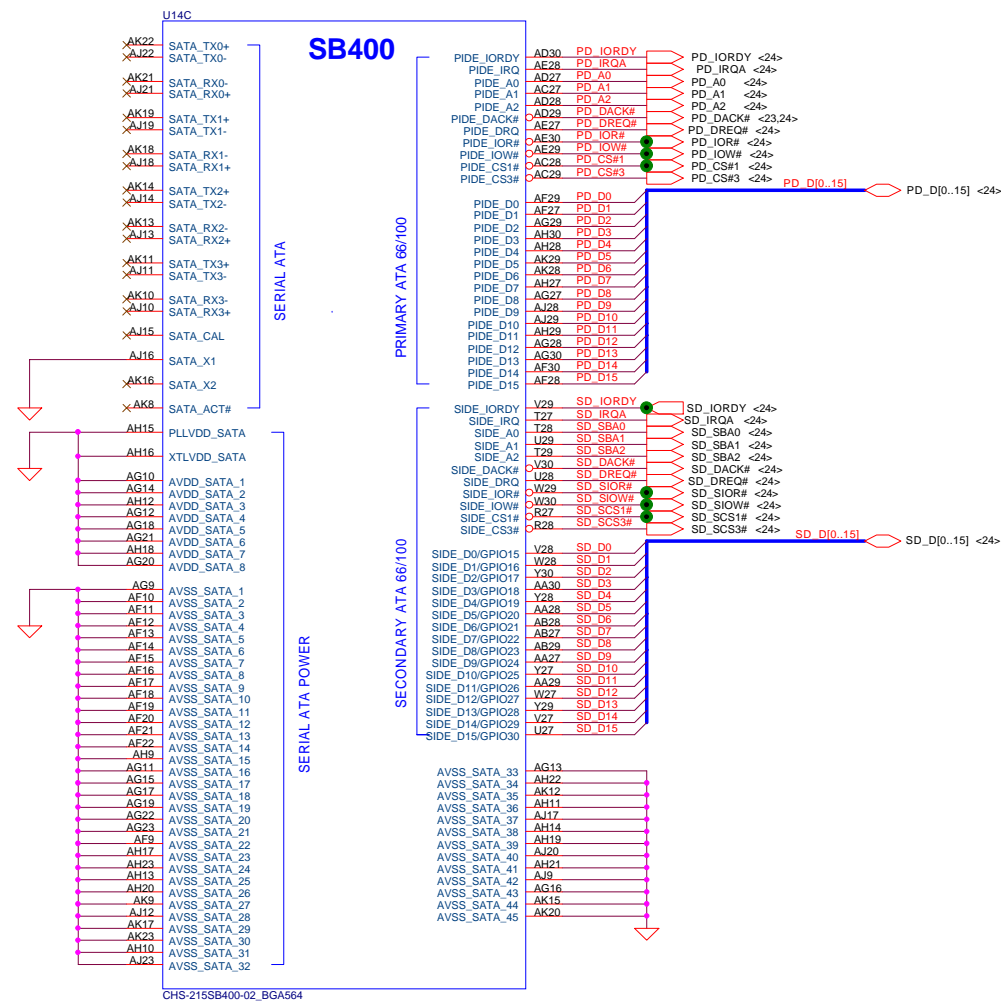 U14C
SB400
AK22 SATA_TX0+
AJ22 SATA_TX0-
AK21 SATA_RX0-
AJ21 SATA_RX0+
AK19 SATA_TX1+
AJ19 SATA_TX1-
AK18 SATA_RX1-
AJ18 SATA_RX1+
AK14 SATA_TX2+
AJ14 SATA_TX2-
AK13 SATA_RX2-
AJ13 SATA_RX2+
AK11 SATA_TX3+
AJ11 SATA_TX3-
AK10 SATA_RX3-
AJ10 SATA_RX3+
AJ15 SATA_CAL
AJ16 SATA_X1
AK16 SATA_X2
AK8 SATA_ACT#
SERIAL ATA
AH15 PLLVDD_SATA
AH16 XTLVDD_SATA
AG10 AVDD_SATA_1
AG14 AVDD_SATA_2
AH12 AVDD_SATA_3
AG12 AVDD_SATA_4
AG18 AVDD_SATA_5
AG21 AVDD_SATA_6
AH18 AVDD_SATA_7
AG20 AVDD_SATA_8
AG9 AVSS_SATA_1
AF10 AVSS_SATA_2
AF11 AVSS_SATA_3
AF12 AVSS_SATA_4
AF13 AVSS_SATA_5
AF14 AVSS_SATA_6
AF15 AVSS_SATA_7
AF16 AVSS_SATA_8
AF17 AVSS_SATA_9
AF18 AVSS_SATA_10
AF19 AVSS_SATA_11
AF20 AVSS_SATA_12
AF21 AVSS_SATA_13
AF22 AVSS_SATA_14
AH9 AVSS_SATA_15
AG11 AVSS_SATA_16
AG15 AVSS_SATA_17
AG17 AVSS_SATA_18
AG19 AVSS_SATA_19
AG22 AVSS_SATA_20
AG23 AVSS_SATA_21
AF9 AVSS_SATA_22
AH17 AVSS_SATA_23
AH23 AVSS_SATA_24
AH13 AVSS_SATA_25
AH20 AVSS_SATA_26
AK9 AVSS_SATA_27
AJ12 AVSS_SATA_28
AK17 AVSS_SATA_29
AK23 AVSS_SATA_30
AH10 AVSS_SATA_31
AJ23 AVSS_SATA_32
SERIAL ATA POWER
PIDE_IORDY AD30 PD_IORDY PD_IORDY <24>
PIDE_IRQ AE28 PD_IRQA PD_IRQA <24>
PIDE_A0 AD27 PD_A0 PD_A0 <24>
PIDE_A1 AC27 PD_A1 PD_A1 <24>
PIDE_A2 AD28 PD_A2 PD_A2 <24>
PIDE_DACK# AD29 PD_DACK# PD_DACK# <23,24>
PIDE_DRQ AE27 PD_DREQ# PD_DREQ# <24>
PIDE_IOR# AE30 PD_IOR# PD_IOR# <24>
PIDE_IOW# AE29 PD_IOW# PD_IOW# <24>
PIDE_CS1# AC28 PD_CS#1 PD_CS#1 <24>
PIDE_CS3# AC29 PD_CS#3 PD_CS#3 <24>
PD_D[0..15] PD_D[0..15] <24>
PIDE_D0 AF29 PD_D0
PIDE_D1 AF27 PD_D1
PIDE_D2 AG29 PD_D2
PIDE_D3 AH30 PD_D3
PIDE_D4 AH28 PD_D4
PIDE_D5 AK29 PD_D5
PIDE_D6 AK28 PD_D6
PIDE_D7 AH27 PD_D7
PIDE_D8 AG27 PD_D8
PIDE_D9 AJ28 PD_D9
PIDE_D10 AJ29 PD_D10
PIDE_D11 AH29 PD_D11
PIDE_D12 AG28 PD_D12
PIDE_D13 AG30 PD_D13
PIDE_D14 AF30 PD_D14
PIDE_D15 AF28 PD_D15
PRIMARY ATA 66/100
SIDE_IORDY V29 SD_IORDY SD_IORDY <24>
SIDE_IRQ T27 SD_IRQA SD_IRQA <24>
SIDE_A0 T28 SD_SBA0 SD_SBA0 <24>
SIDE_A1 U29 SD_SBA1 SD_SBA1 <24>
SIDE_A2 T29 SD_SBA2 SD_SBA2 <24>
SIDE_DACK# V30 SD_DACK# SD_DACK# <24>
SIDE_DRQ U28 SD_DREQ# SD_DREQ# <24>
SIDE_IOR# W29 SD_SIOR# SD_SIOR# <24>
SIDE_IOW# W30 SD_SIOW# SD_SIOW# <24>
SIDE_CS1# R27 SD_SCS1# SD_SCS1# <24>
SIDE_CS3# R28 SD_SCS3# SD_SCS3# <24>
SD_D[0..15] SD_D[0..15] <24>
SIDE_D0/GPIO15 V28 SD_D0
SIDE_D1/GPIO16 W28 SD_D1
SIDE_D2/GPIO17 Y30 SD_D2
SIDE_D3/GPIO18 AA30 SD_D3
SIDE_D4/GPIO19 Y28 SD_D4
SIDE_D5/GPIO20 AA28 SD_D5
SIDE_D6/GPIO21 AB28 SD_D6
SIDE_D7/GPIO22 AB27 SD_D7
SIDE_D8/GPIO23 AB29 SD_D8
SIDE_D9/GPIO24 AA27 SD_D9
SIDE_D10/GPIO25 Y27 SD_D10
SIDE_D11/GPIO26 AA29 SD_D11
SIDE_D12/GPIO27 W27 SD_D12
SIDE_D13/GPIO28 Y29 SD_D13
SIDE_D14/GPIO29 V27 SD_D14
SIDE_D15/GPIO30 U27 SD_D15
SECONDARY ATA 66/100
AVSS_SATA_33 AG13
AVSS_SATA_34 AH22
AVSS_SATA_35 AK12
AVSS_SATA_36 AH11
AVSS_SATA_37 AJ17
AVSS_SATA_38 AH14
AVSS_SATA_39 AH19
AVSS_SATA_40 AJ20
AVSS_SATA_41 AH21
AVSS_SATA_42 AJ9
AVSS_SATA_43 AG16
AVSS_SATA_44 AK15
AVSS_SATA_45 AK20
CHS-215SB400-02_BGA564